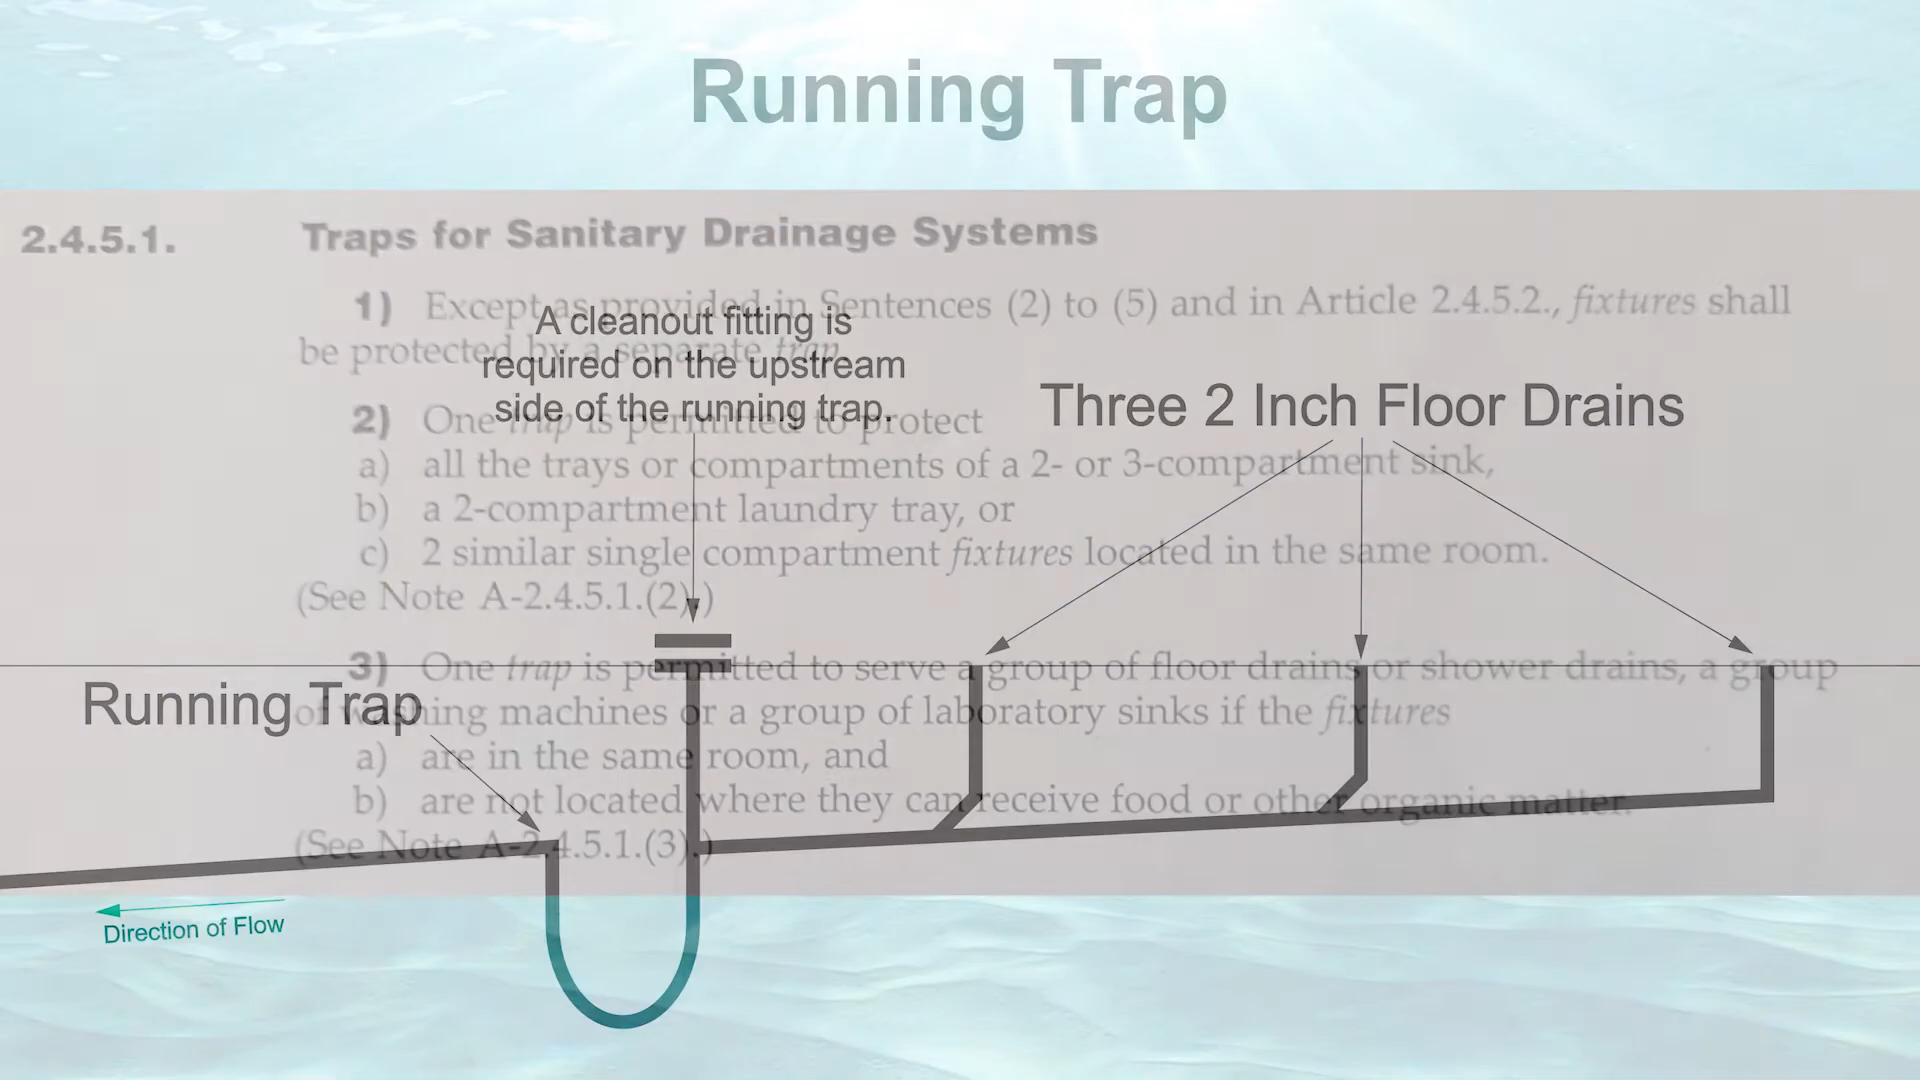 Running Trap
2.4.5.1. Traps for Sanitary Drainage Systems
1) Except as provided in Sentences (2) to (5) and in Article 2.4.5.2., fixtures shall
be protected by a separate trap.
A cleanout fitting is
required on the upstream
side of the running trap.
Three 2 Inch Floor Drains
2) One trap is permitted to protect
a) all the trays or compartments of a 2- or 3-compartment sink,
b) a 2-compartment laundry tray, or
c) 2 similar single compartment fixtures located in the same room.
(See Note A-2.4.5.1.(2).)
3) One trap is permitted to serve a group of floor drains or shower drains, a group
of washing machines or a group of laboratory sinks if the fixtures
Running Trap
a) are in the same room, and
b) are not located where they can receive food or other organic matter.
(See Note A-2.4.5.1.(3).)
Direction of Flow